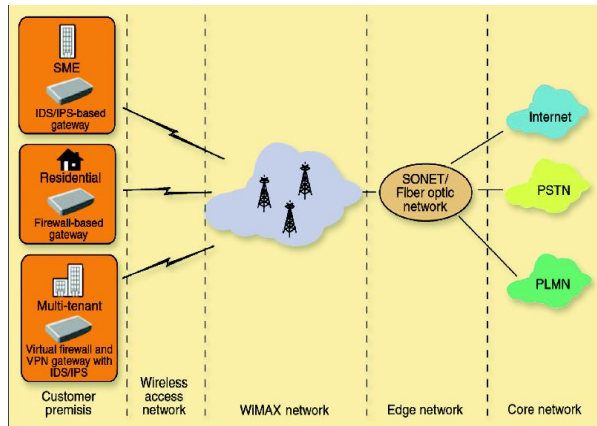 SME
IDS/IPS-based
gateway
Residential
Firewall-based
gateway
Multi-tenant
Virtual firewall and
VPN gateway with
IDS/IPS
SONET/
Fiber optic
network
Internet
PSTN
PLMN
Customer
premisis
Wireless
access
network
WIMAX network
Edge network
Core network